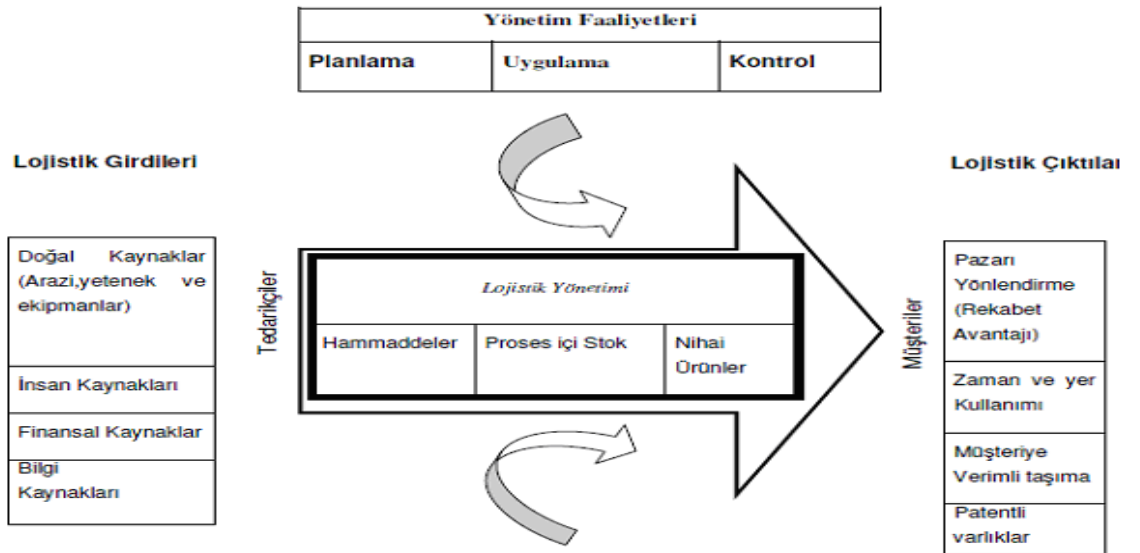 Yönetim Faaliyetleri
Planlama
Uygulama
Kontrol
Lojistik Girdileri
Lojistik Çıktılaı
Doğal Kaynaklar
(Arazi,yetenek ve
ekipmanlar)
İnsan Kaynakları
Finansal Kaynaklar
Bilgi
Kaynakları
Tedarikçiler
Lojistik Yönetimi
Hammaddeler
Proses içi Stok
Nihai
Ürünler
Müşteriler
Pazarı
Yönlendirme
(Rekabet
Avantajı)
Zaman ve yer
Kullanımı
Müşteriye
Verimli taşıma
Patentli
varlıklar